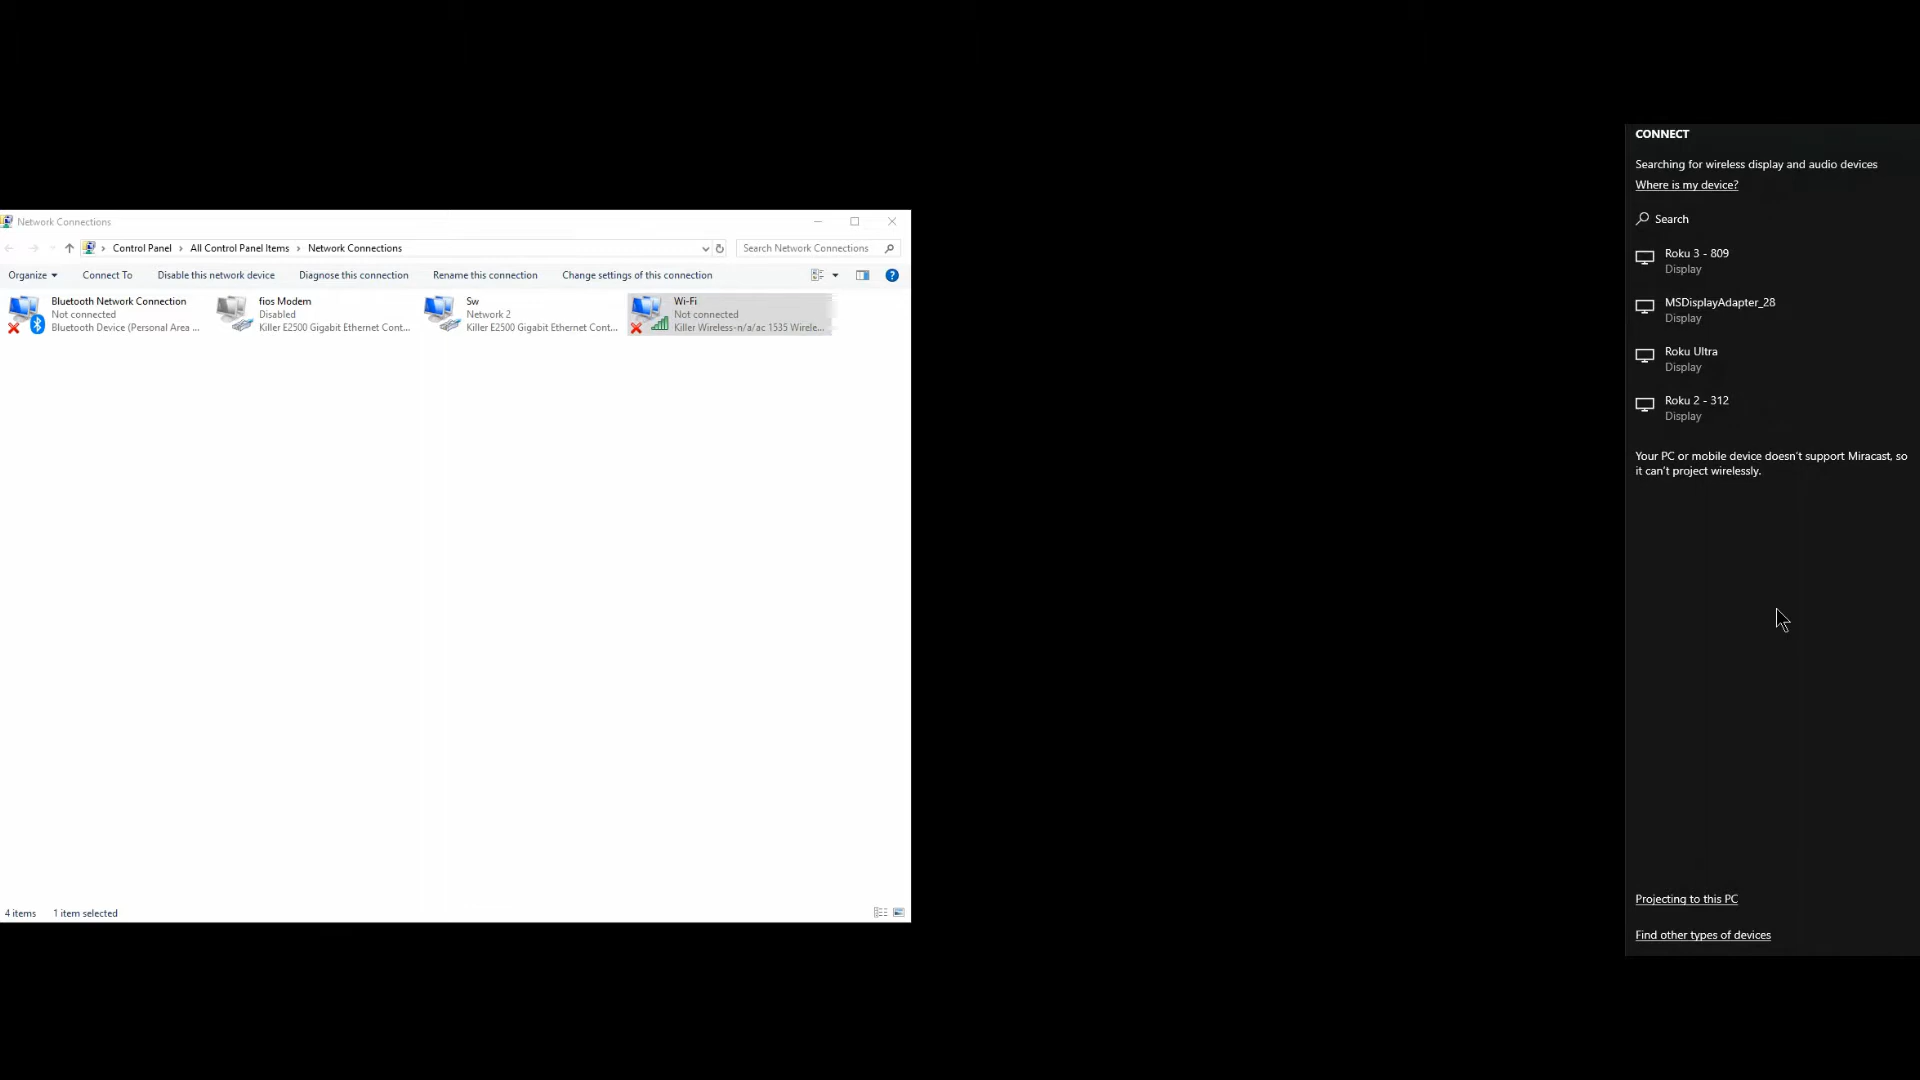 Network Connections
Control Panel > All Control Panel Items > Network Connections
Search Network Connections
Organize
Connect To
Disable this network device
Diagnose this connection
Rename this connection
Change settings of this connection
Bluetooth Network Connection
Not connected
Bluetooth Device (Personal Area ...
fios Modem
Disabled
Killer E2500 Gigabit Ethernet Cont...
Sw
Network 2
Killer E2500 Gigabit Ethernet Cont...
Wi-Fi
Not connected
Killer Wireless-n/a/ac 1535 Wirele...
4 items
1 item selected
CONNECT
Searching for wireless display and audio devices
Where is my device?
Search
Roku 3 - 809
Display
MSDisplayAdapter_28
Display
Roku Ultra
Display
Roku 2 - 312
Display
Your PC or mobile device doesn't support Miracast, so
it can't project wirelessly.
Projecting to this PC
Find other types of devices